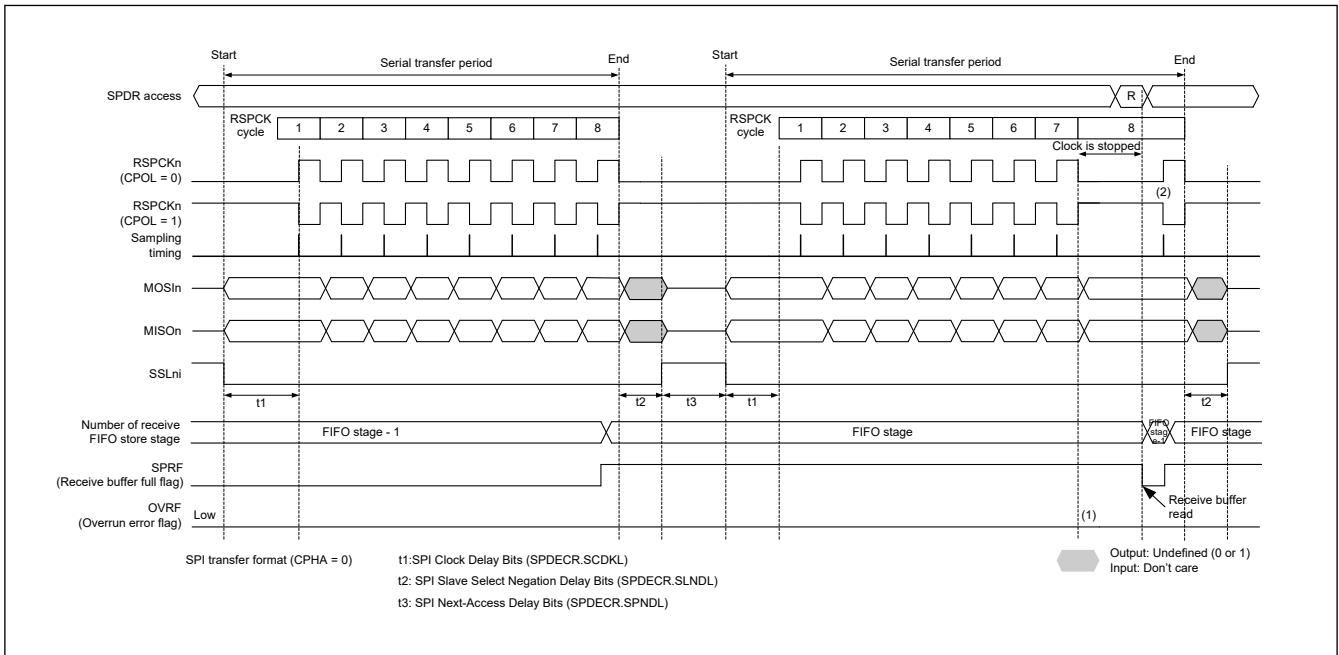 Start
Serial transfer period
End
Start
Serial transfer period
End
SPDR access
R
RSPCK
cycle
1 2 3 4 5 6 7 8
RSPCK
cycle
1 2 3 4 5 6 7 8
Clock is stopped
RSPCKn
(CPOL = 0)
(2)
RSPCKn
(CPOL = 1)
Sampling
timing
MOSIn
MISOn
SSLni
t1
t2
t3
t1
t2
Number of receive
FIFO store stage
FIFO stage - 1
FIFO stage
FIFO
stag
e-1
FIFO stage
SPRF
(Receive buffer full flag)
Receive buffer
read
OVRF
(Overrun error flag)
Low
(1)
SPI transfer format (CPHA = 0)
t1:SPI Clock Delay Bits (SPDECR.SCDKL)
t2: SPI Slave Select Negation Delay Bits (SPDECR.SLNDL)
t3: SPI Next-Access Delay Bits (SPDECR.SPNDL)
Output: Undefined (0 or 1)
Input: Don't care